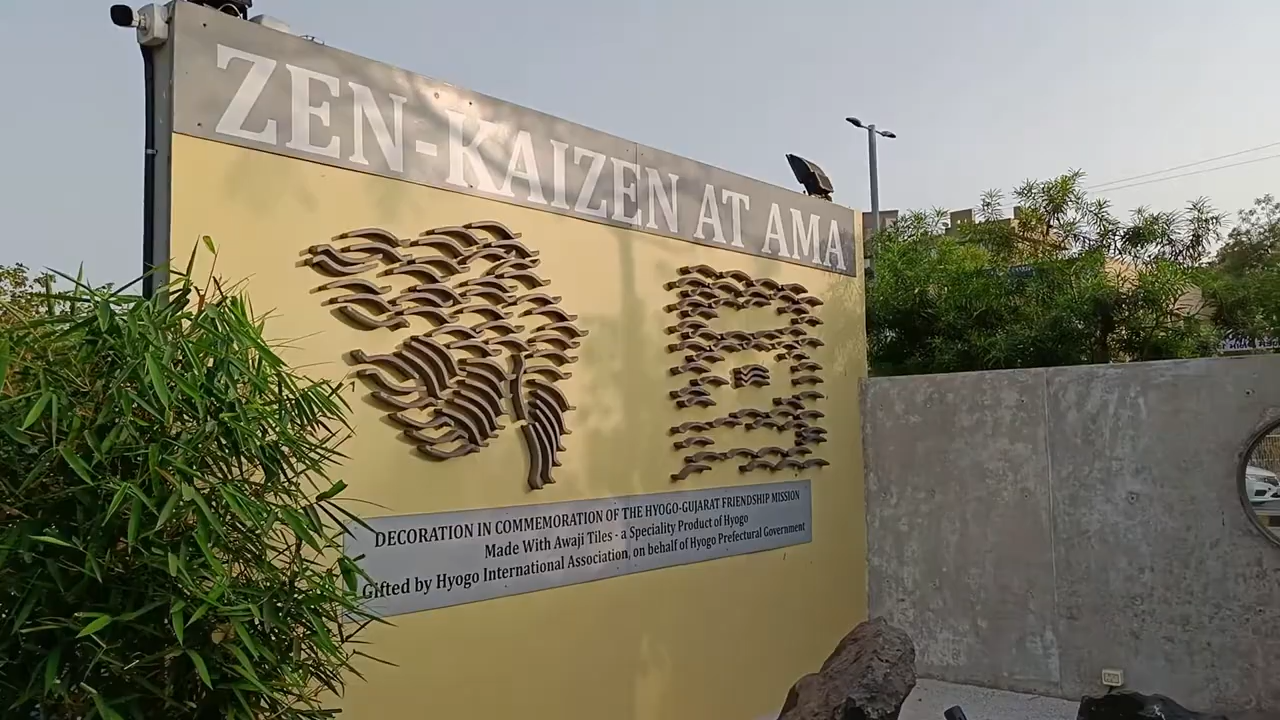 ZEN-KAIZEN AT AMA
DECORATION IN COMMEMORATION OF THE HYOGO-GUJARAT FRIENDSHIP MISSION
Made With Awaji Tiles - a Speciality Product of Hyogo
Gifted by Hyogo International Association, on behalf of Hyogo Prefectural Government